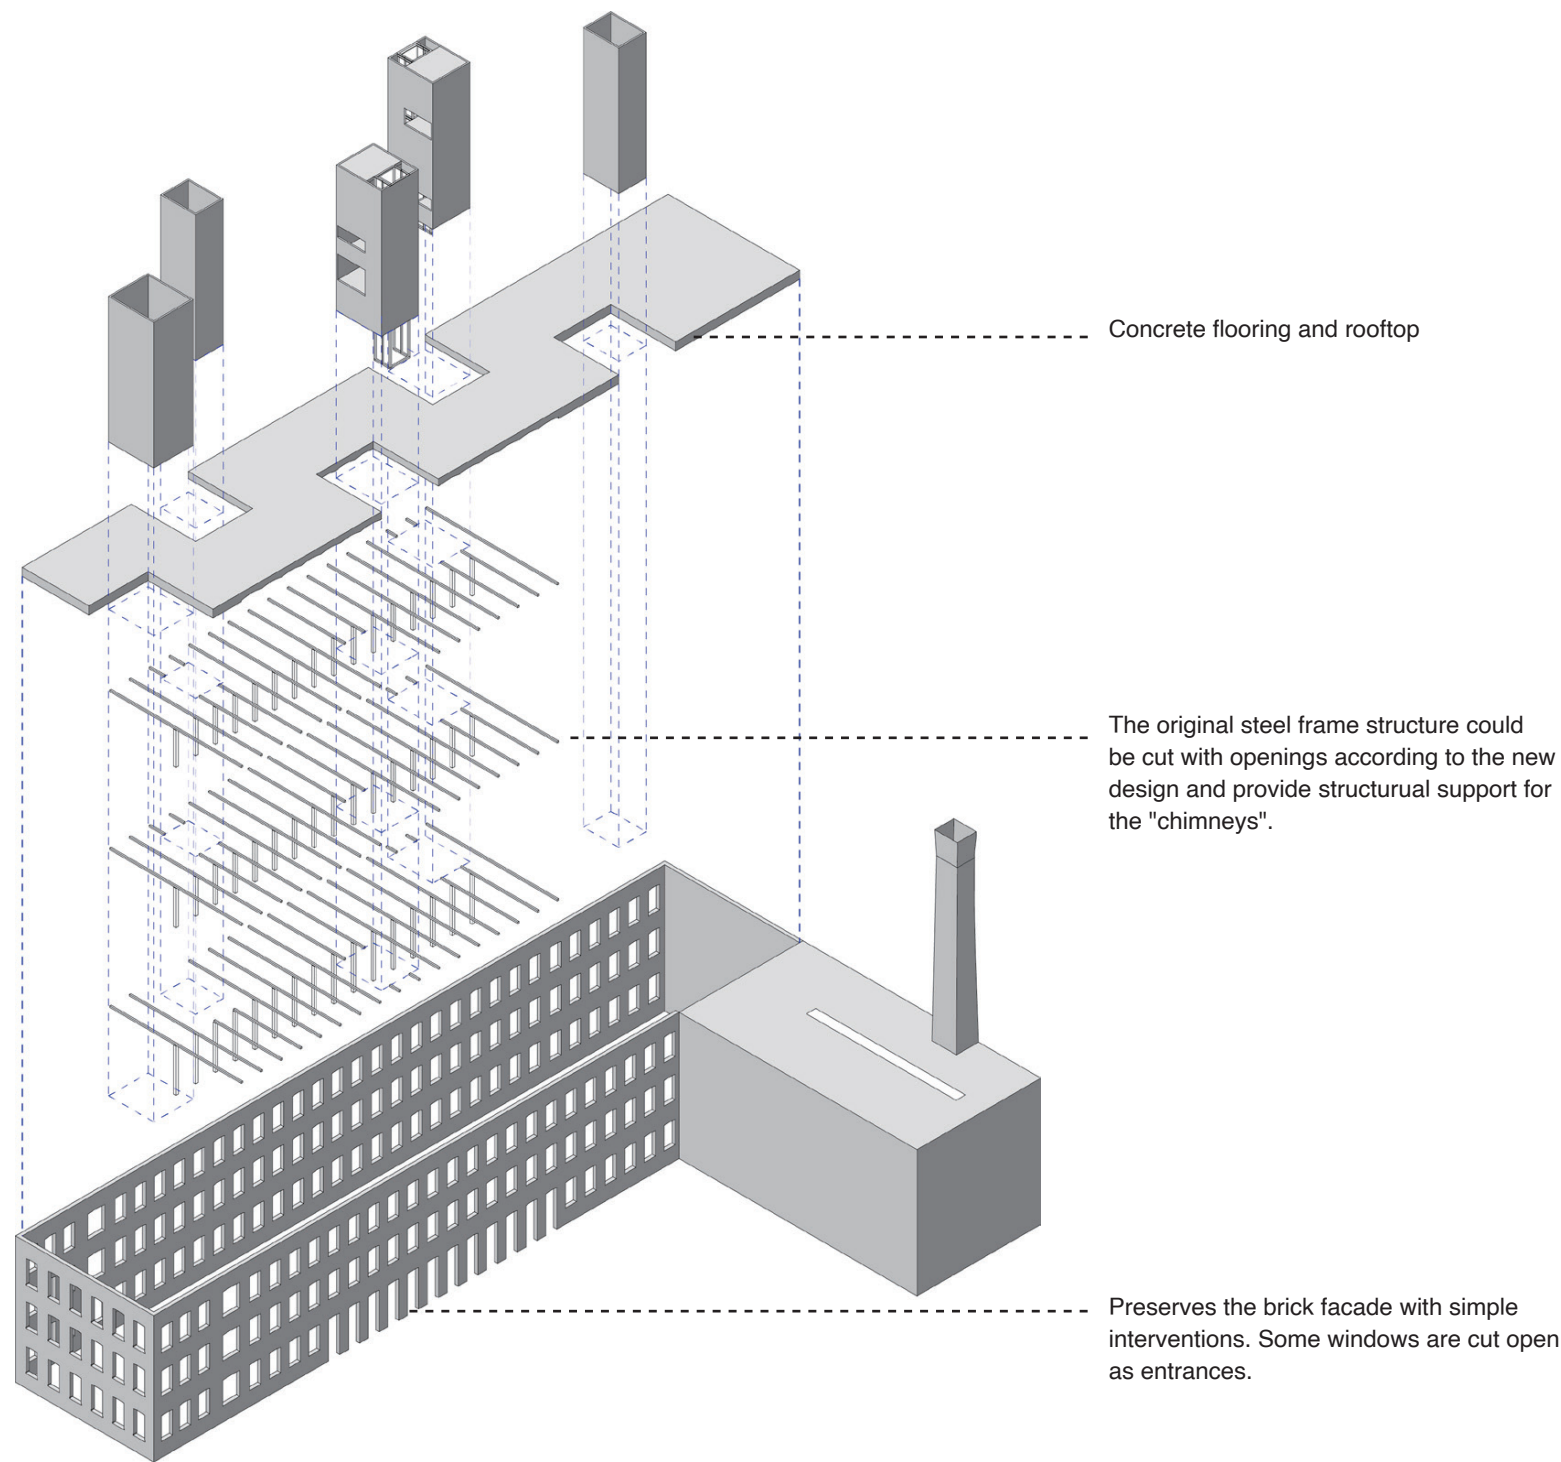 Concrete flooring and rooftop
The original steel frame structure could
be cut with openings according to the new
design and provide structurual support for
the "chimneys".
Preserves the brick facade with simple
interventions. Some windows are cut open
as entrances.